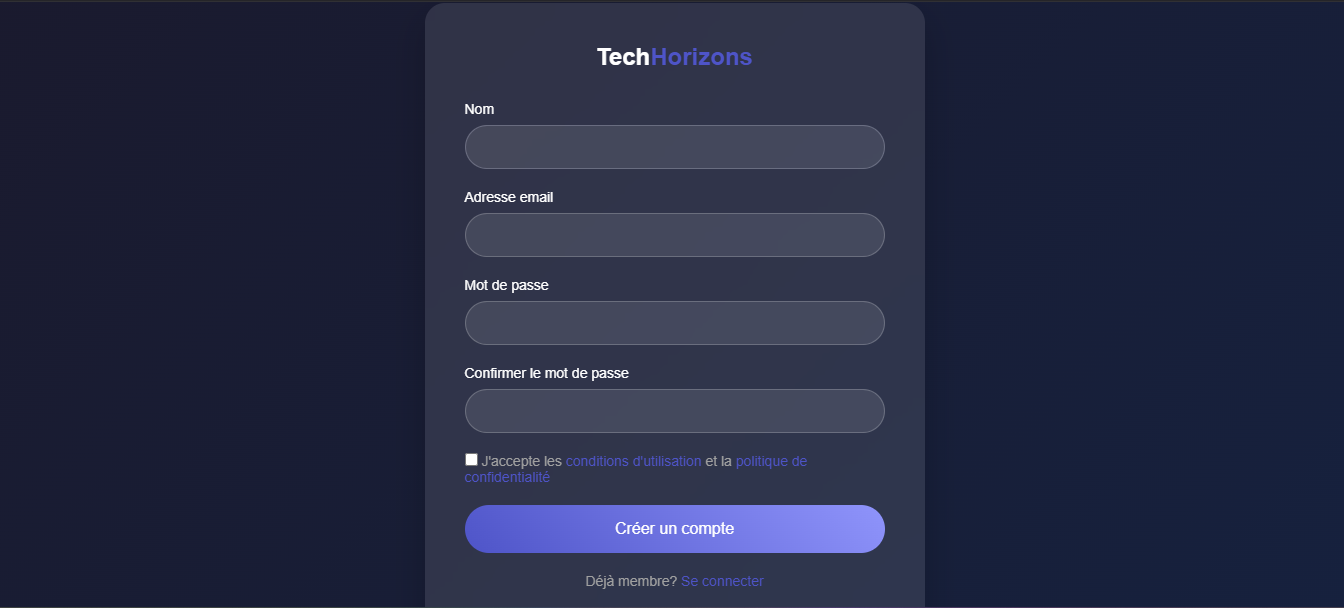 TechHorizons
Nom
Adresse email
Mot de passe
Confirmer le mot de passe
J'accepte les conditions d'utilisation et la politique de
confidentialité
Créer un compte
Déjà membre? Se connecter